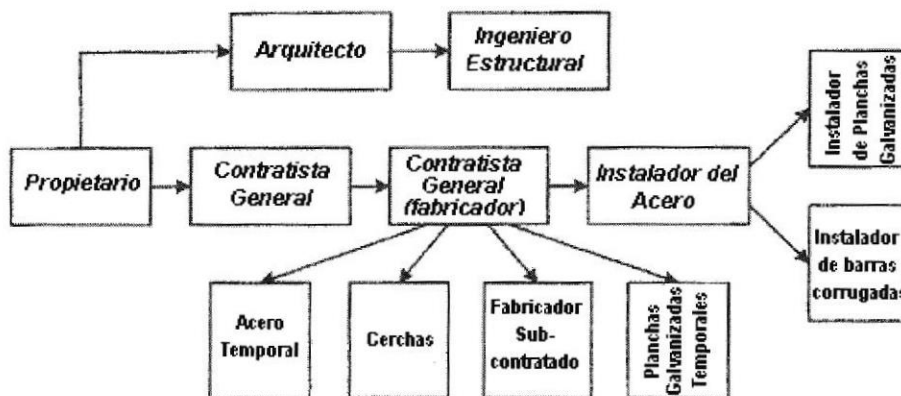 Arquitecto
Ingeniero
Estructural
Propietario
Contratista
General
Contratista
General
(fabricador)
Instalador del
Acero
Instalador
de Planchas
Galvanizadas
Instalador
de barras
corrugadas
Acero
Temporal
Cerchas
Fabricador
Sub-
contratado
Planchas
Galvanizadas
Temporales